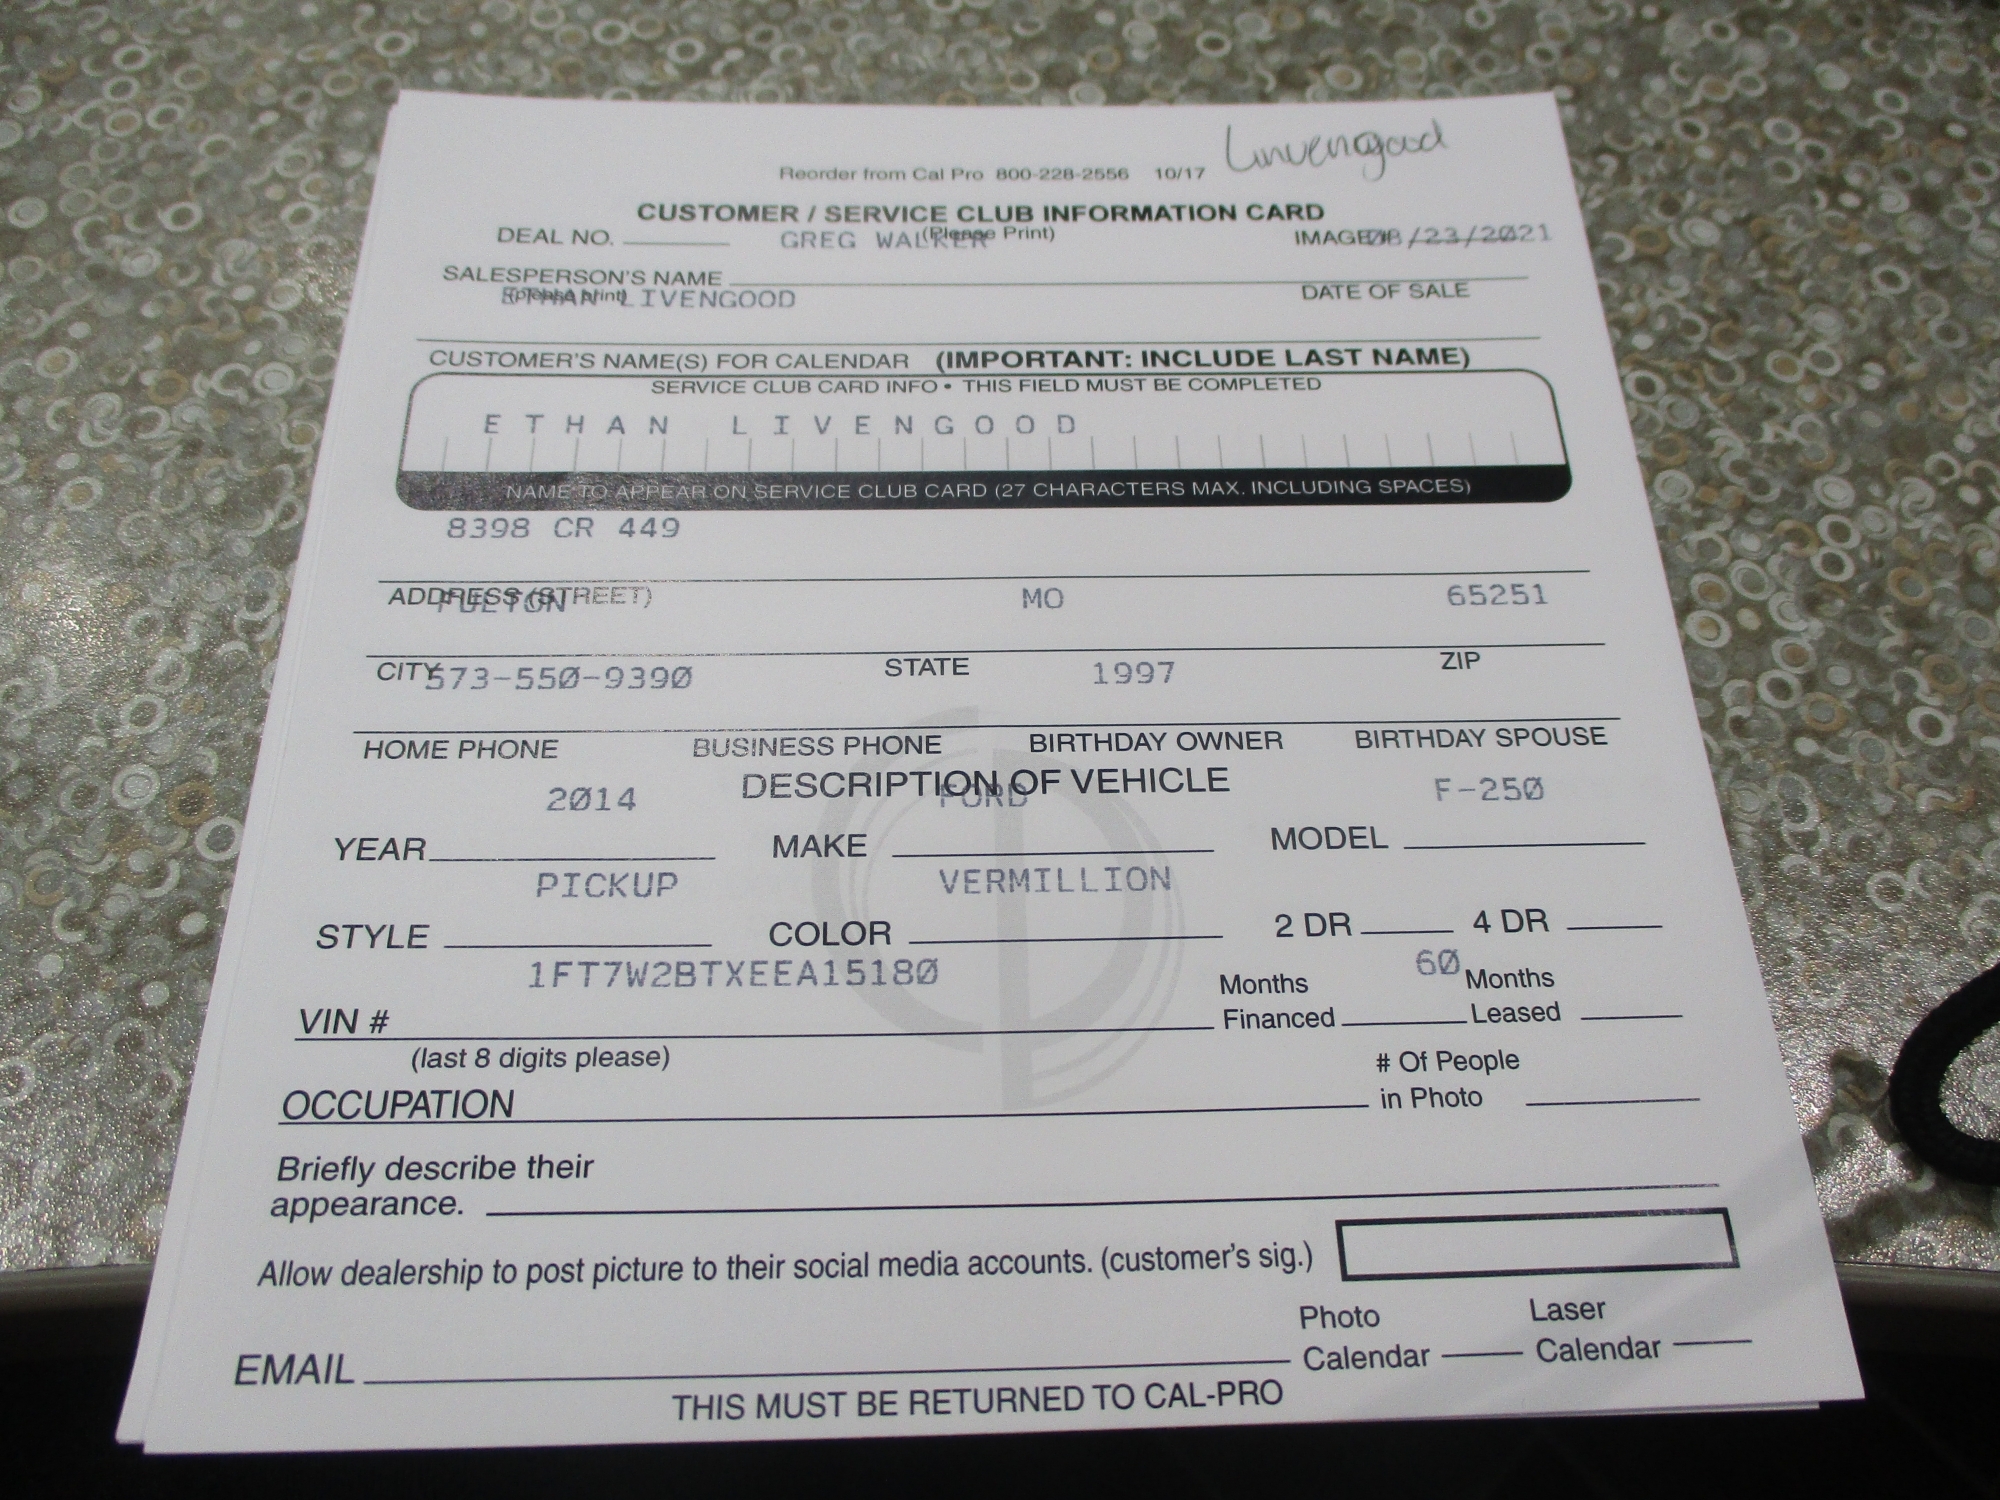 Livengood
Reorder from Cal Pro 800-228-2556 10/17
CUSTOMER / SERVICE CLUB INFORMATION CARD
(Please Print)
DEAL NO. GREG WALKER IMAGE# 08/23/2021
SALESPERSON'S NAME
(please print) DATE OF SALE
ETHAN LIVENGOOD
CUSTOMER'S NAME(S) FOR CALENDAR (IMPORTANT: INCLUDE LAST NAME)
SERVICE CLUB CARD INFO • THIS FIELD MUST BE COMPLETED
E T H A N L I V E N G O O D
NAME TO APPEAR ON SERVICE CLUB CARD (27 CHARACTERS MAX. INCLUDING SPACES)
8398 CR 449
ADDRESS (STREET)
FULTON MO 65251
CITY STATE ZIP
573-550-9390 1997
HOME PHONE BUSINESS PHONE BIRTHDAY OWNER BIRTHDAY SPOUSE
DESCRIPTION OF VEHICLE
2014 FORD F-250
YEAR MAKE MODEL
PICKUP VERMILLION
STYLE COLOR 2 DR 4 DR
1FT7W2BTXEEA15180 60
VIN # Months Financed Months Leased
(last 8 digits please)
OCCUPATION # Of People in Photo
Briefly describe their
appearance.
Allow dealership to post picture to their social media accounts. (customer's sig.)
EMAIL Photo Calendar Laser Calendar
THIS MUST BE RETURNED TO CAL-PRO